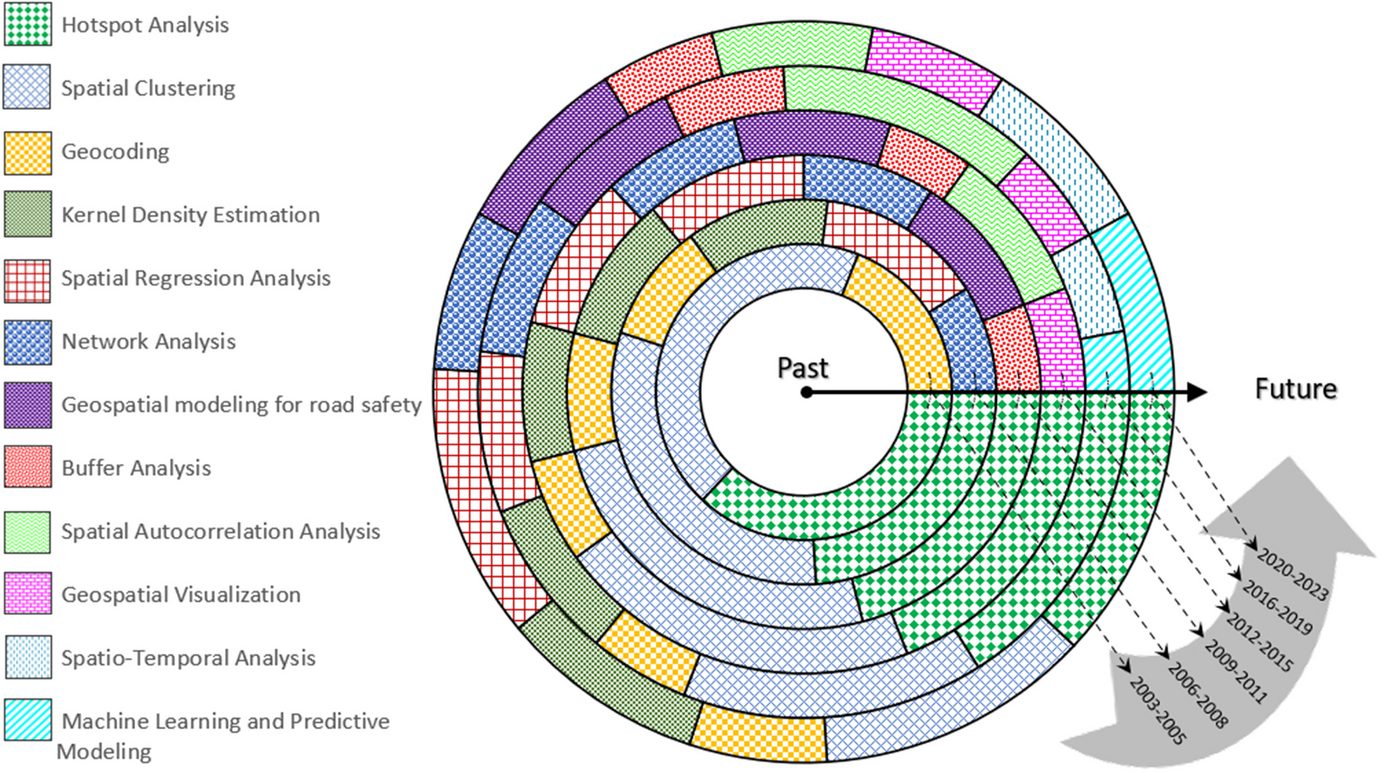 Hotspot Analysis
Spatial Clustering
Geocoding
Kernel Density Estimation
Spatial Regression Analysis
Network Analysis
Geospatial modeling for road safety
Buffer Analysis
Spatial Autocorrelation Analysis
Geospatial Visualization
Spatio-Temporal Analysis
Machine Learning and Predictive
Modeling
Past
Future
2020-2023
2016-2019
2012-2015
2009-2011
2006-2008
2003-2005